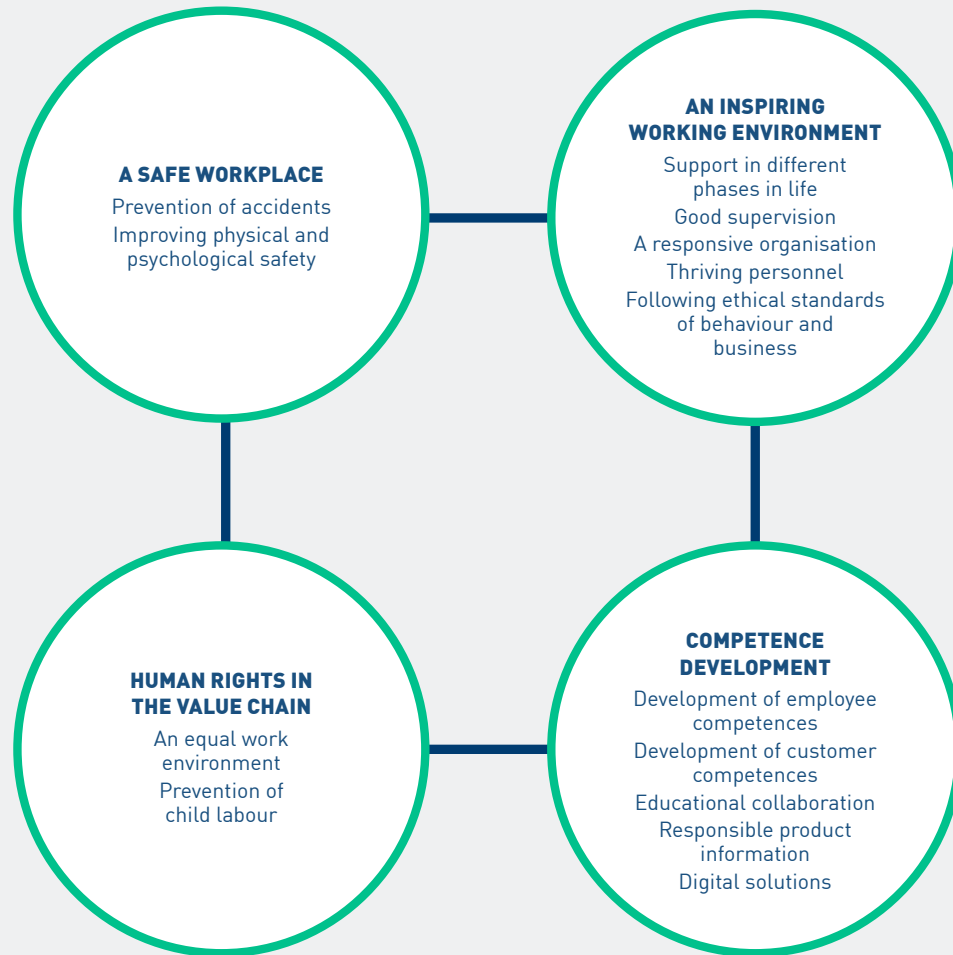 A SAFE WORKPLACE
Prevention of accidents
Improving physical and
psychological safety
AN INSPIRING
WORKING ENVIRONMENT
Support in different
phases in life
Good supervision
A responsive organisation
Thriving personnel
Following ethical standards
of behaviour and
business
HUMAN RIGHTS IN
THE VALUE CHAIN
An equal work
environment
Prevention of
child labour
COMPETENCE
DEVELOPMENT
Development of employee
competences
Development of customer
competences
Educational collaboration
Responsible product
information
Digital solutions